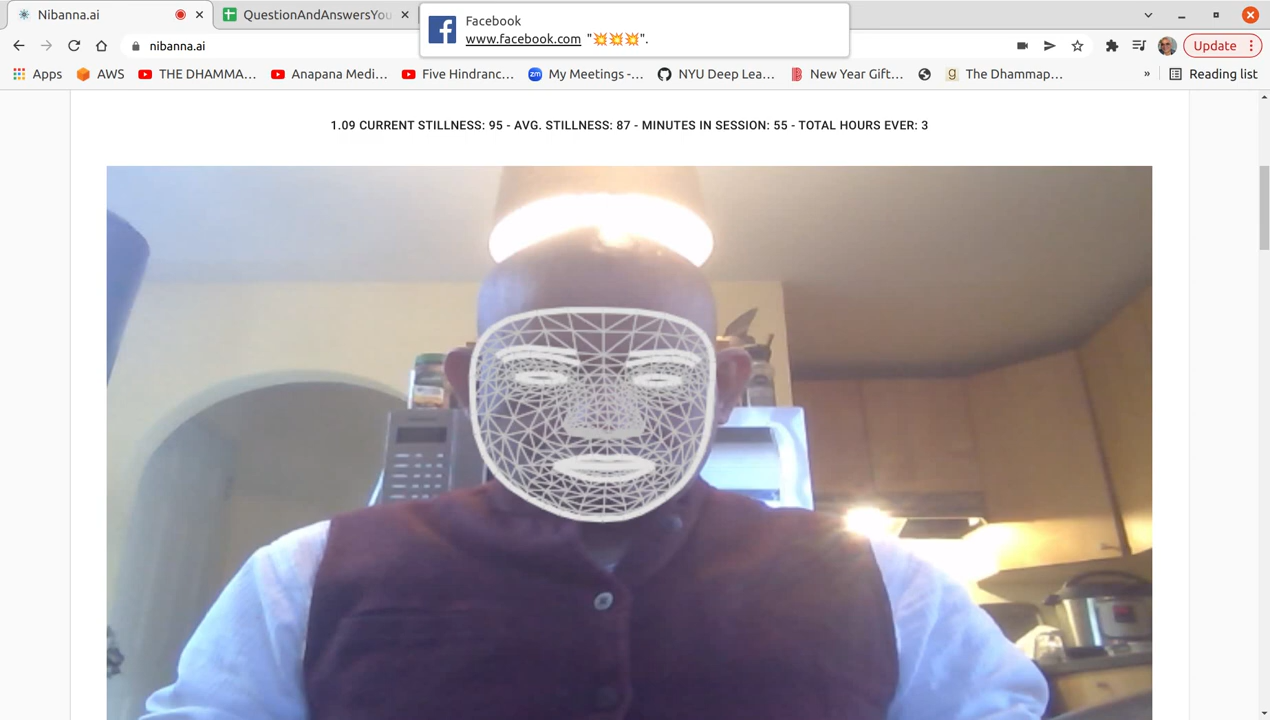 Nibanna.ai
QuestionAndAnswersYou
Facebook
www.facebook.com "💥💥💥".
nibanna.ai
Update
Apps
AWS
THE DHAMMA...
Anapana Medi...
Five Hindranc...
zm My Meetings -...
NYU Deep Lea...
New Year Gift...
g The Dhammap...
»
Reading list
1.09 CURRENT STILLNESS: 95 - AVG. STILLNESS: 87 - MINUTES IN SESSION: 55 - TOTAL HOURS EVER: 3